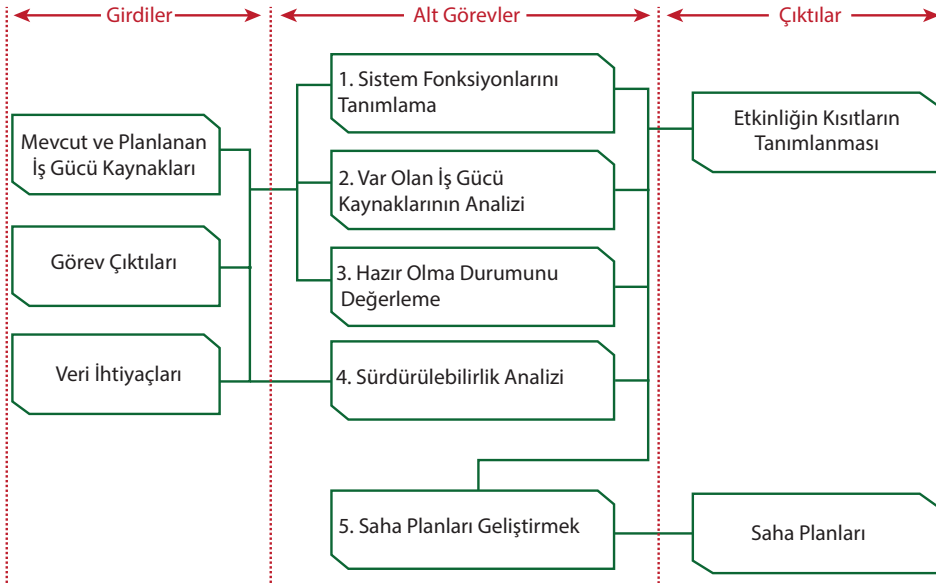 Girdiler
Alt Görevler
Çıktılar
Mevcut ve Planlanan
İş Gücü Kaynakları
Görev Çıktıları
Veri İhtiyaçları
1. Sistem Fonksiyonlarını
Tanımlama
2. Var Olan İş Gücü
Kaynaklarının Analizi
3. Hazır Olma Durumunu
Değerleme
4. Sürdürülebilirlik Analizi
5. Saha Planları Geliştirmek
Etkinliğin Kısıtların
Tanımlanması
Saha Planları